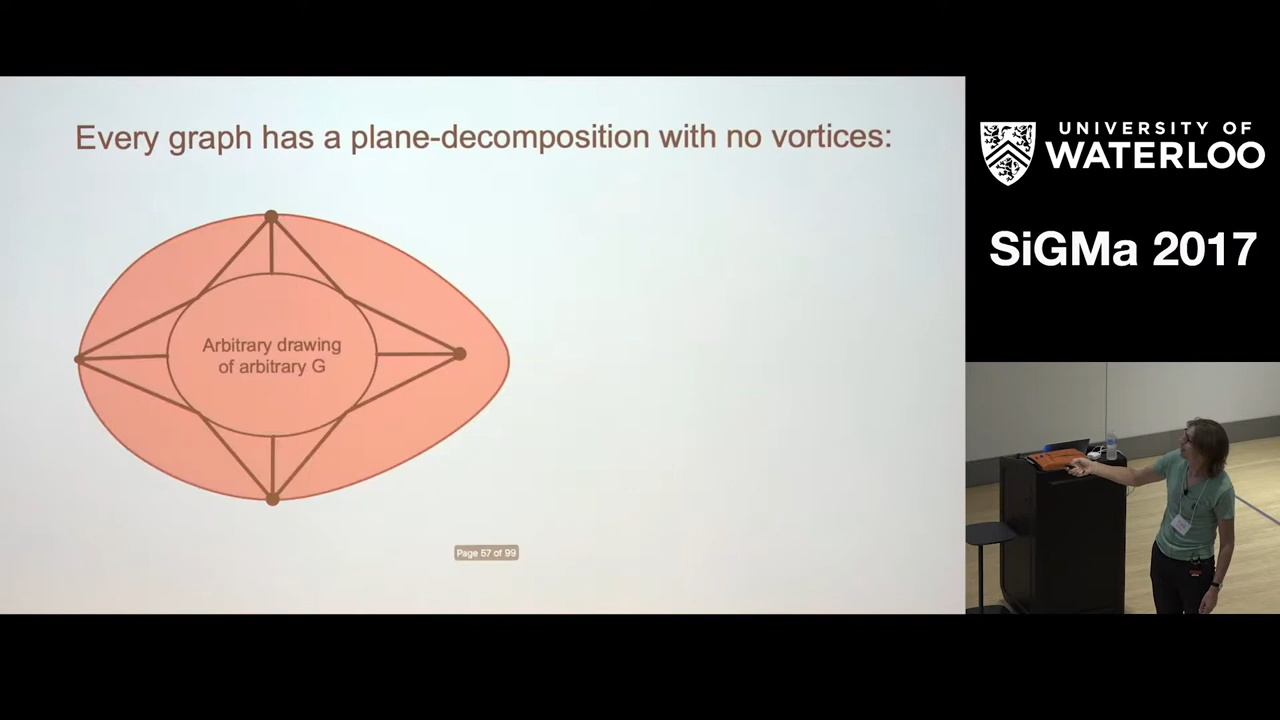 Every graph has a plane-decomposition with no vortices:
Arbitrary drawing
of arbitrary G
Page 57 of 99
UNIVERSITY OF
WATERLOO
SiGMa 2017